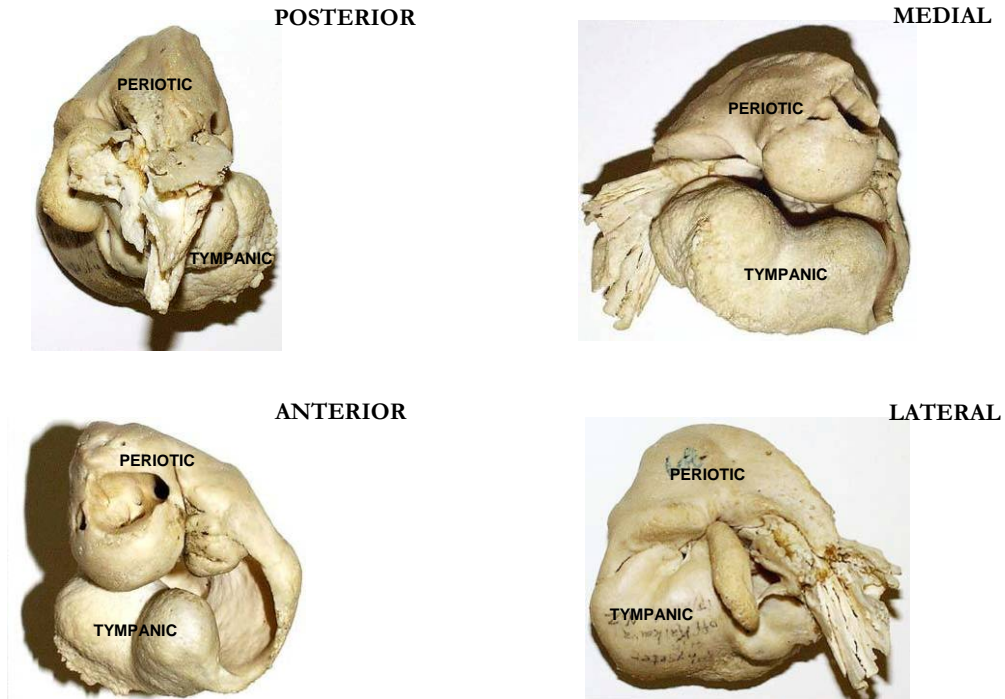 POSTERIOR
MEDIAL
PERIOTIC
PERIOTIC
TYMPANIC
TYMPANIC
ANTERIOR
LATERAL
PERIOTIC
PERIOTIC
TYMPANIC
TYMPANIC